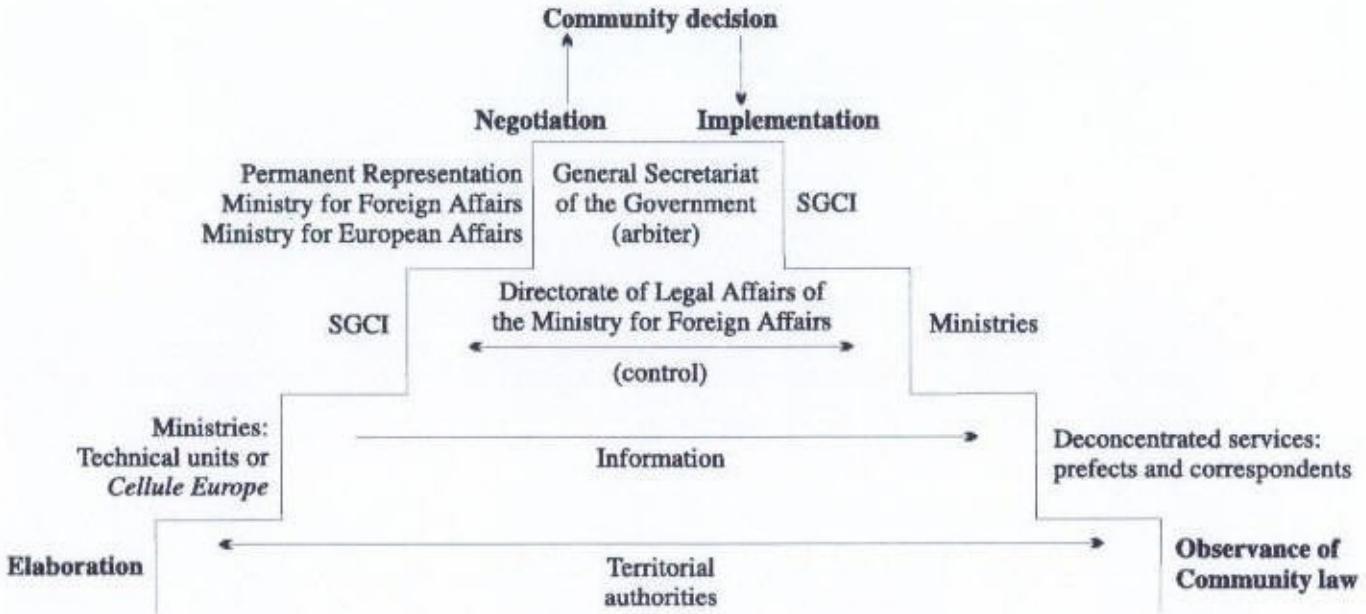 Community decision
Negotiation
Implementation
Permanent Representation
Ministry for Foreign Affairs
Ministry for European Affairs
General Secretariat
of the Government
(arbiter)
SGCI
SGCI
Directorate of Legal Affairs of
the Ministry for Foreign Affairs
(control)
Ministries
Ministries:
Technical units or
Cellule Europe
Information
Deconcentrated services:
prefects and correspondents
Elaboration
Territorial
authorities
Observance of
Community law